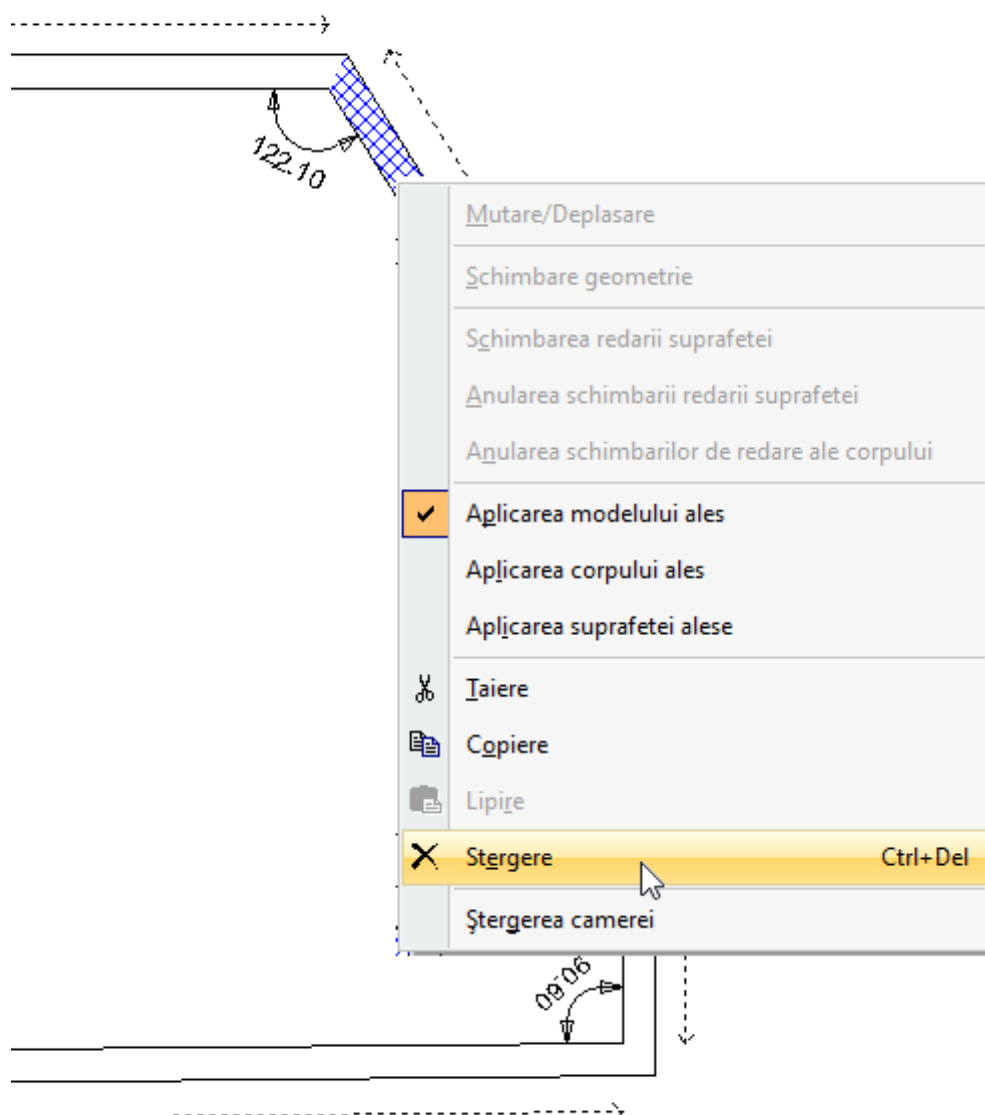 122.10
Mutare/Deplasare
Schimbare geometrie
Schimbarea redarii suprafetei
Anularea schimbarii redarii suprafetei
Anularea schimbarilor de redare ale corpului
Aplicarea modelului ales
Aplicarea corpului ales
Aplicarea suprafetei alese
Taiere
Copiere
Lipire
Stergere Ctrl+Del
Ştergerea camerei
90.60